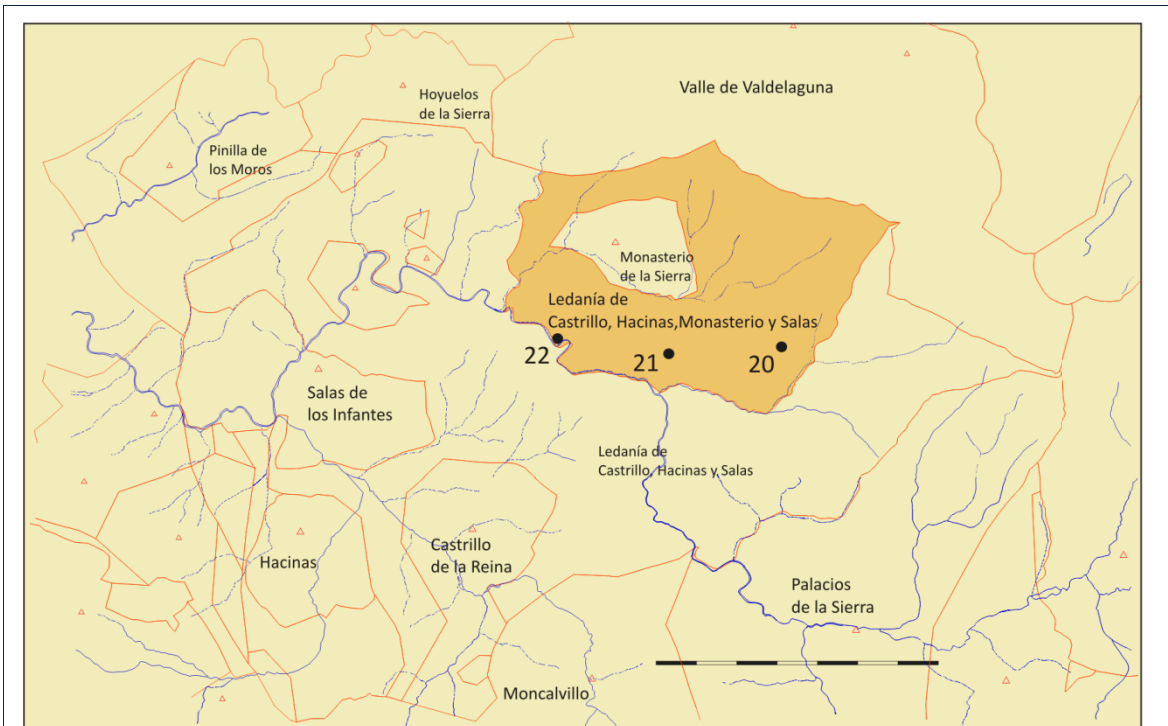 Valle de Valdelaguna
Hoyuelos
de la Sierra
Pinilla de
los Moros
Monasterio
de la Sierra
Ledanía de
Castrillo, Hacinas,Monasterio y Salas
22
21
20
Salas de
los Infantes
Ledanía de
Castrillo, Hacinas y Salas
Castrillo
de la Reina
Hacinas
Palacios
de la Sierra
Moncalvillo